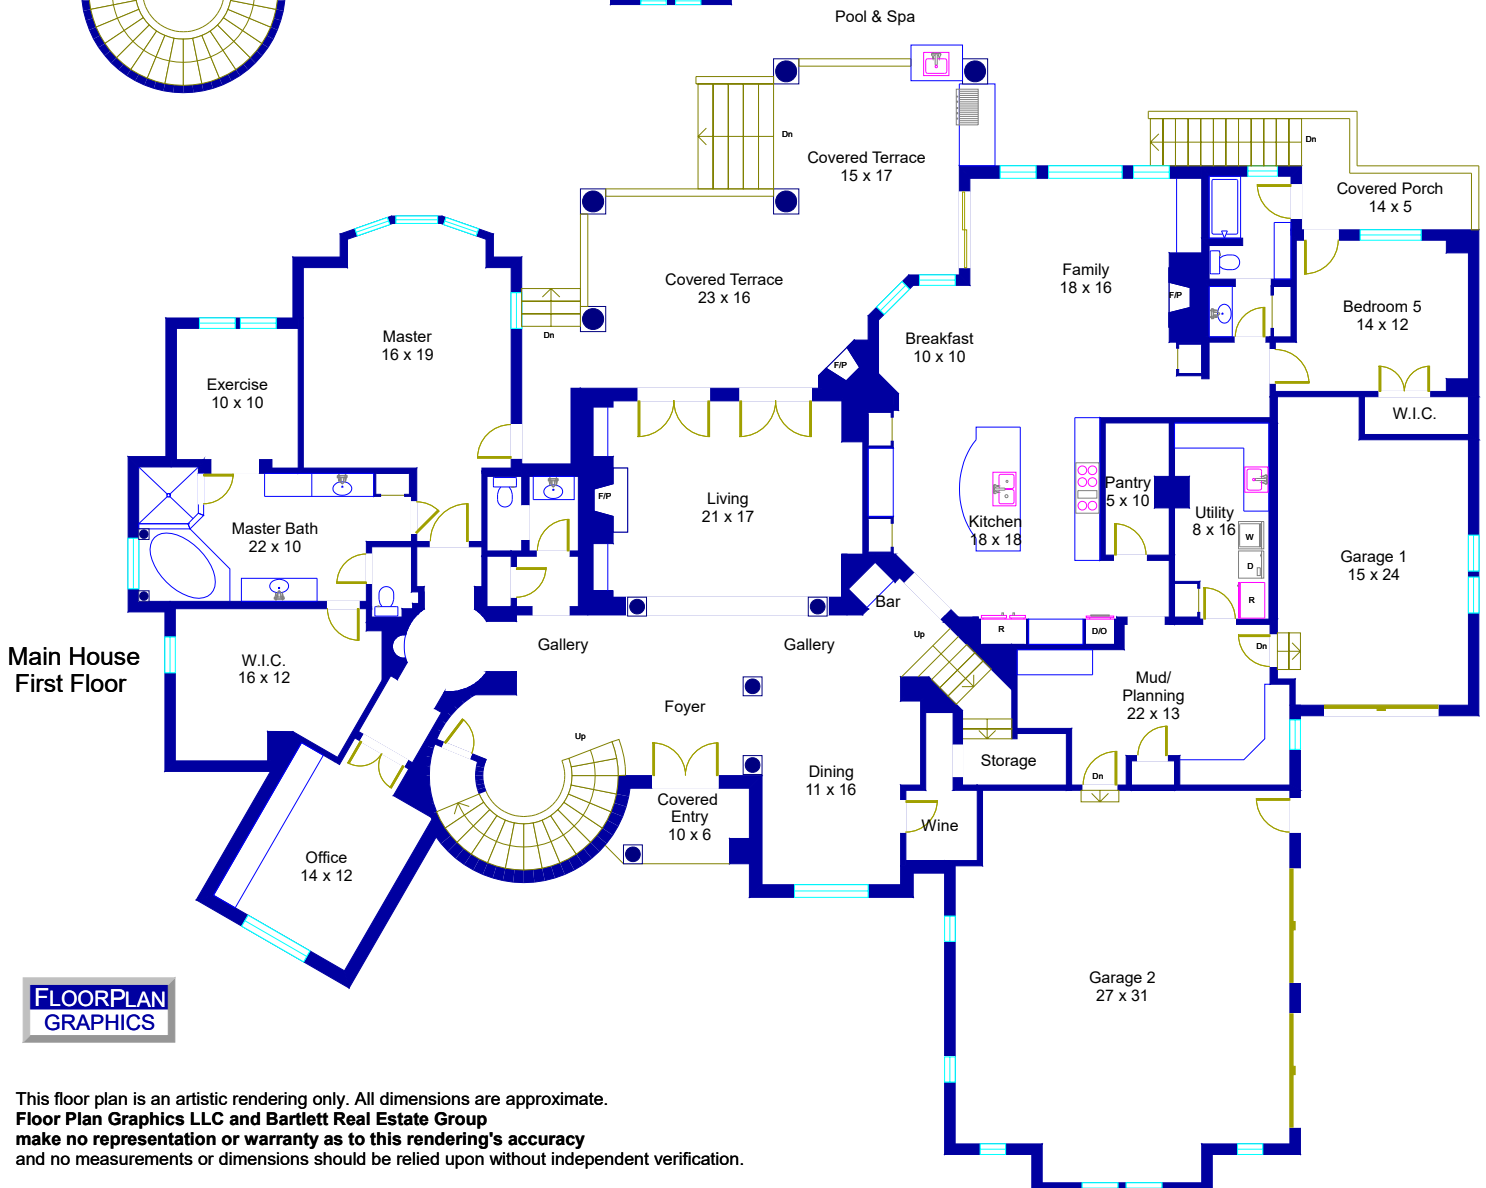 Pool & Spa
Dn
Covered Terrace
15 x 17
Dn
Covered Porch
14 x 5
Covered Terrace
23 x 16
Family
18 x 16
F/P
Bedroom 5
14 x 12
Dn
Master
16 x 19
Breakfast
10 x 10
F/P
Exercise
10 x 10
W.I.C.
F/P
Living
21 x 17
Pantry
5 x 10
Utility
8 x 16
W
D
R
Kitchen
18 x 18
Garage 1
15 x 24
Master Bath
22 x 10
Bar
R
D/O
Up
Gallery
Gallery
Dn
Main House
First Floor
W.I.C.
16 x 12
Mud/
Planning
22 x 13
Foyer
Up
Storage
Dining
11 x 16
Dn
Covered
Entry
10 x 6
Wine
Office
14 x 12
Garage 2
27 x 31
FLOORPLAN
GRAPHICS
This floor plan is an artistic rendering only. All dimensions are approximate.
Floor Plan Graphics LLC and Bartlett Real Estate Group
make no representation or warranty as to this rendering's accuracy
and no measurements or dimensions should be relied upon without independent verification.